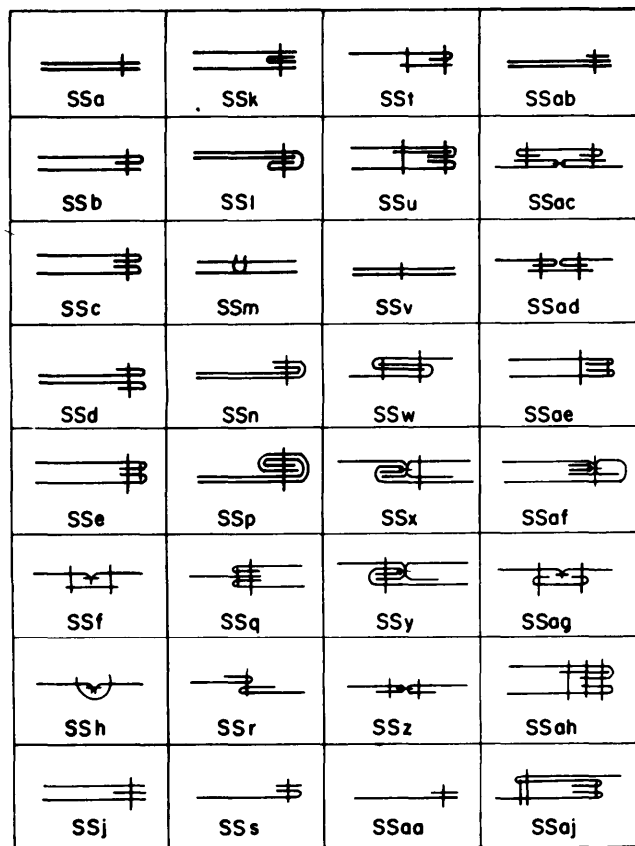 SSa SSk SSt SSab
SSb SSl SSu SSac
SSc SSm SSv SSad
SSd SSn SSw SSae
SSe SSp SSx SSaf
SSf SSq SSy SSag
SSh SSr SSz SSah
SSj SSs SSaa SSaj